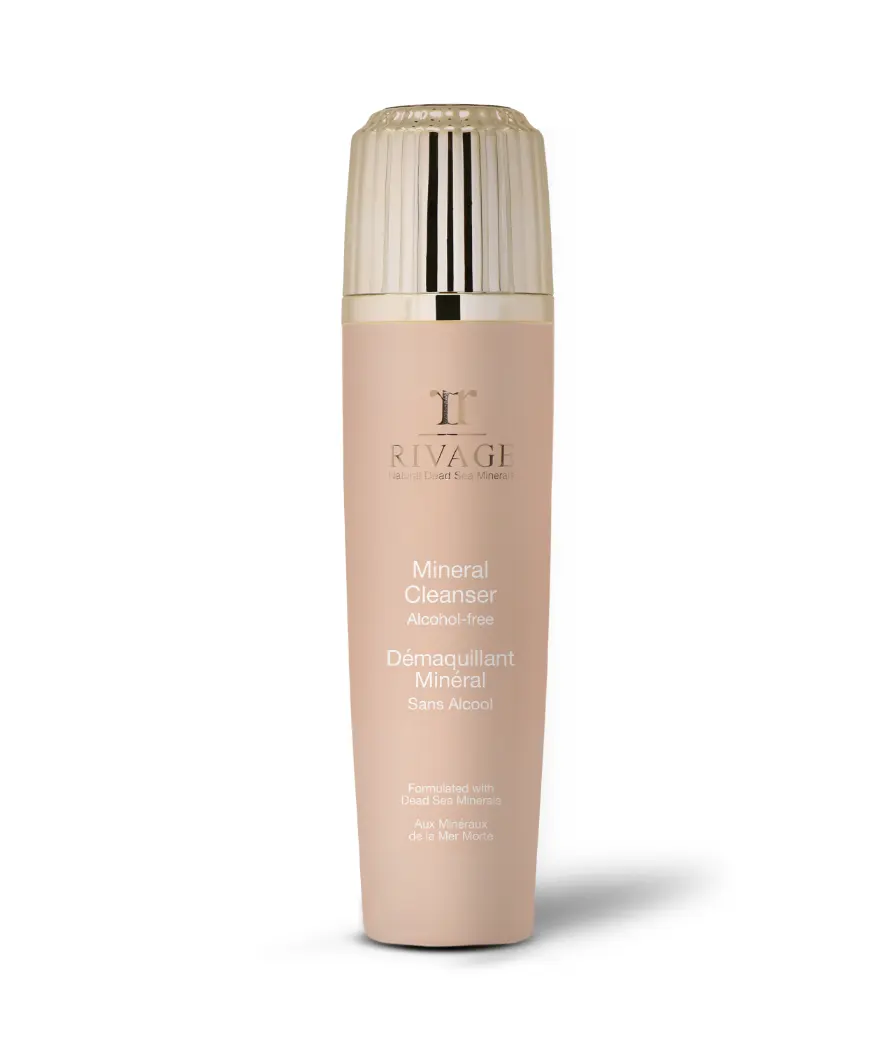 rr
RIVAGE
Natural Dead Sea Minerals
Mineral
Cleanser
Alcohol-free
Démaquillant
Minéral
Sans Alcool
Formulated with
Dead Sea Minerals
Aux Minéraux
de la Mer Morte